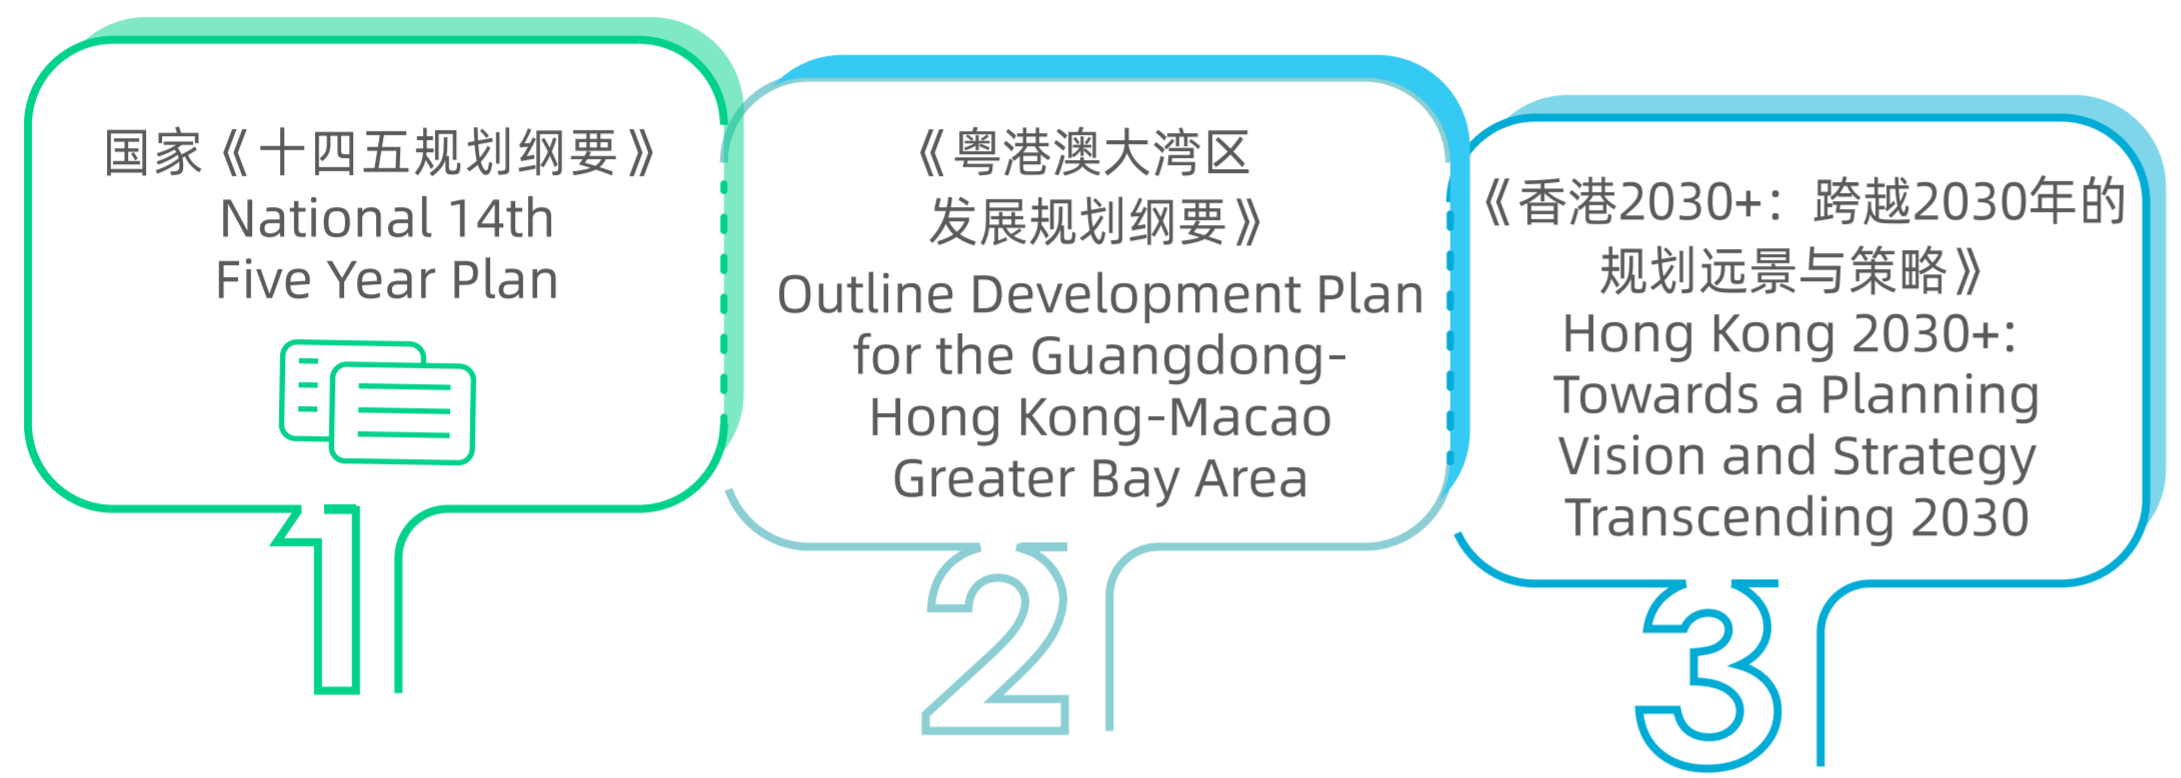 国家《十四五规划纲要》
National 14th
Five Year Plan
1
《粤港澳大湾区
发展规划纲要》
Outline Development Plan
for the Guangdong-
Hong Kong-Macao
Greater Bay Area
2
《香港2030+：跨越2030年的
规划远景与策略》
Hong Kong 2030+:
Towards a Planning
Vision and Strategy
Transcending 2030
3